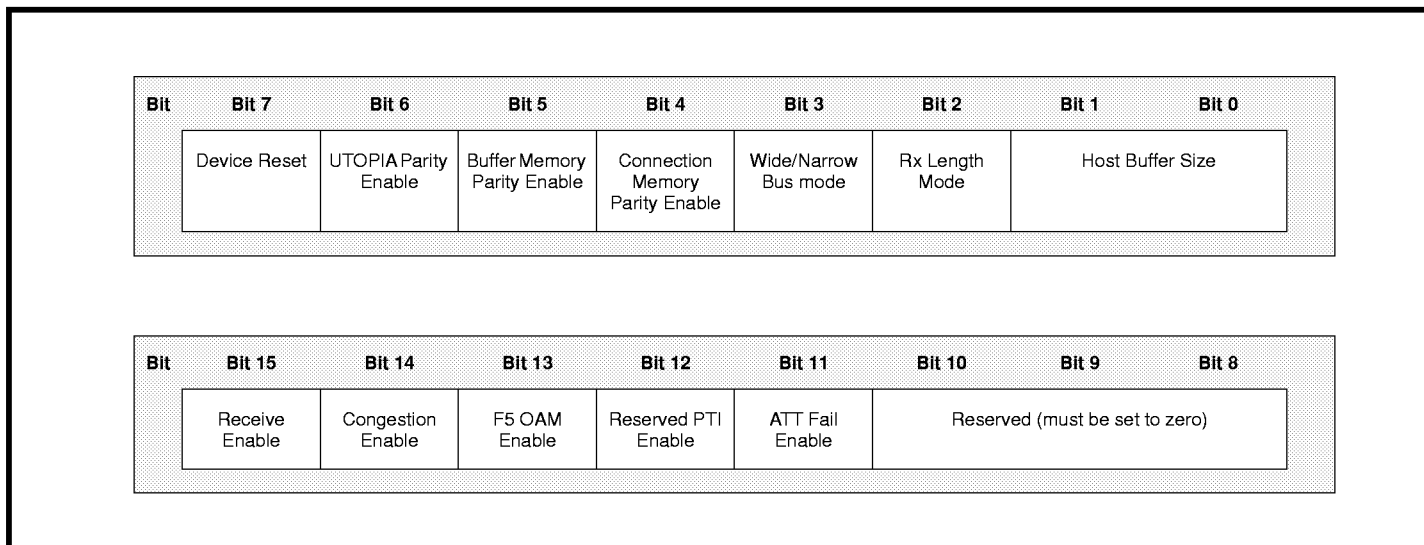 Bit Bit 7 Bit 6 Bit 5 Bit 4 Bit 3 Bit 2 Bit 1 Bit 0
Device Reset
UTOPIA Parity
Enable
Buffer Memory
Parity Enable
Connection
Memory
Parity Enable
Wide/Narrow
Bus mode
Rx Length
Mode
Host Buffer Size
Bit Bit 15 Bit 14 Bit 13 Bit 12 Bit 11 Bit 10 Bit 9 Bit 8
Receive
Enable
Congestion
Enable
F5 OAM
Enable
Reserved PTI
Enable
ATT Fail
Enable
Reserved (must be set to zero)